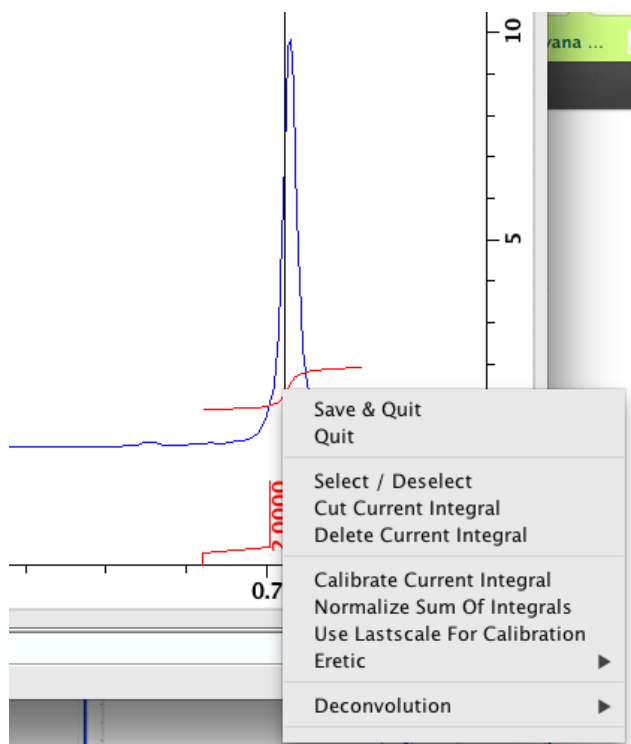 10
vana ...
5
Save & Quit
Quit
Select / Deselect
Cut Current Integral
Delete Current Integral
2.0000
Calibrate Current Integral
0.7
Normalize Sum Of Integrals
Use Lastscale For Calibration
Eretic
Deconvolution